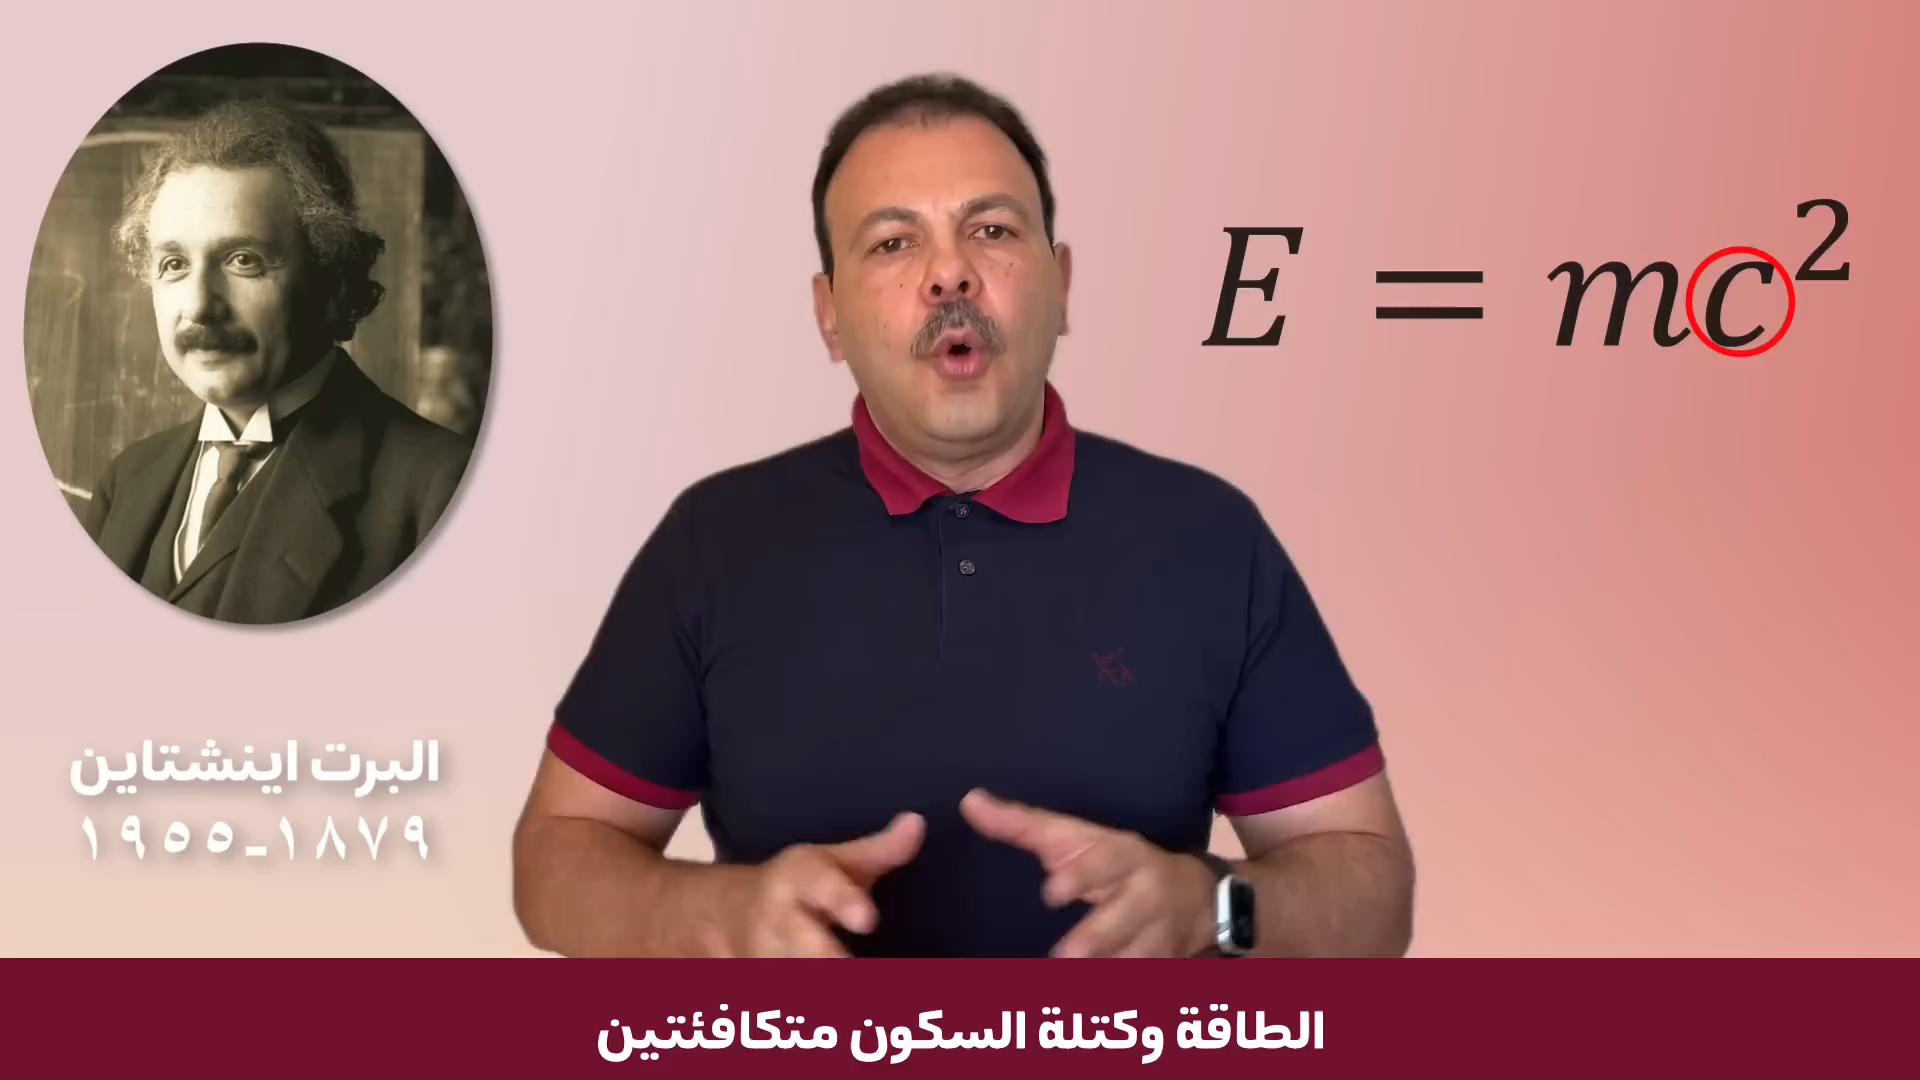 E = mc²
البرت اينشتاين
١٨٧٩-١٩٥٥
الطاقة وكتلة السكون متكافئتين